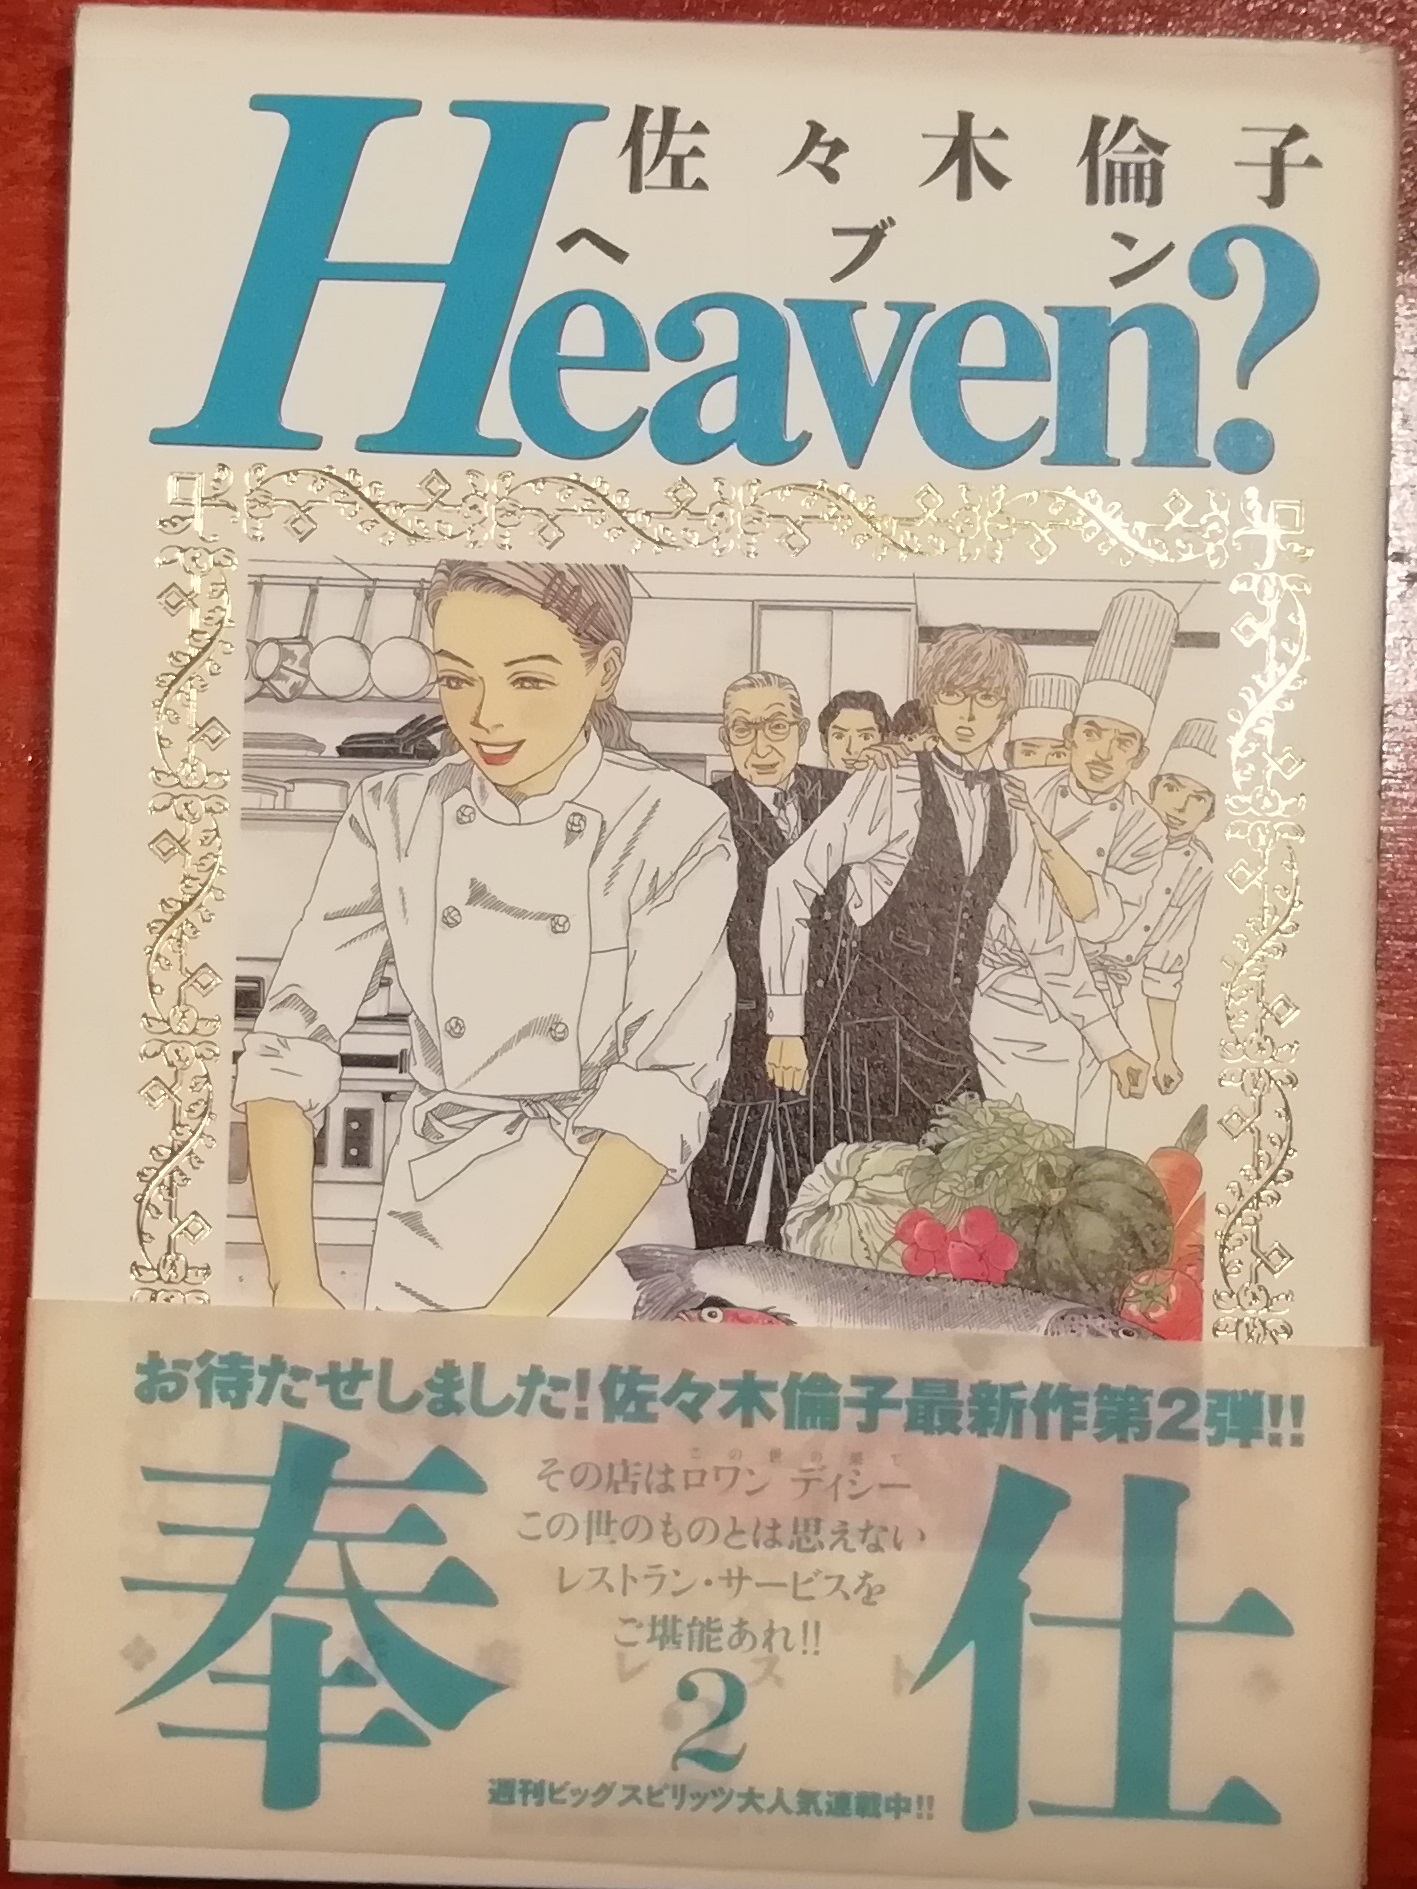 佐々木倫子
ヘブン
Heaven?
お待たせしました!佐々木倫子最新作第2弾!!
奉仕
この世の果て
その店はロワン ディシー
この世のものとは思えない
レストラン・サービスを
ご堪能あれ!!
2
週刊ビッグスピリッツ大人気連載中!!